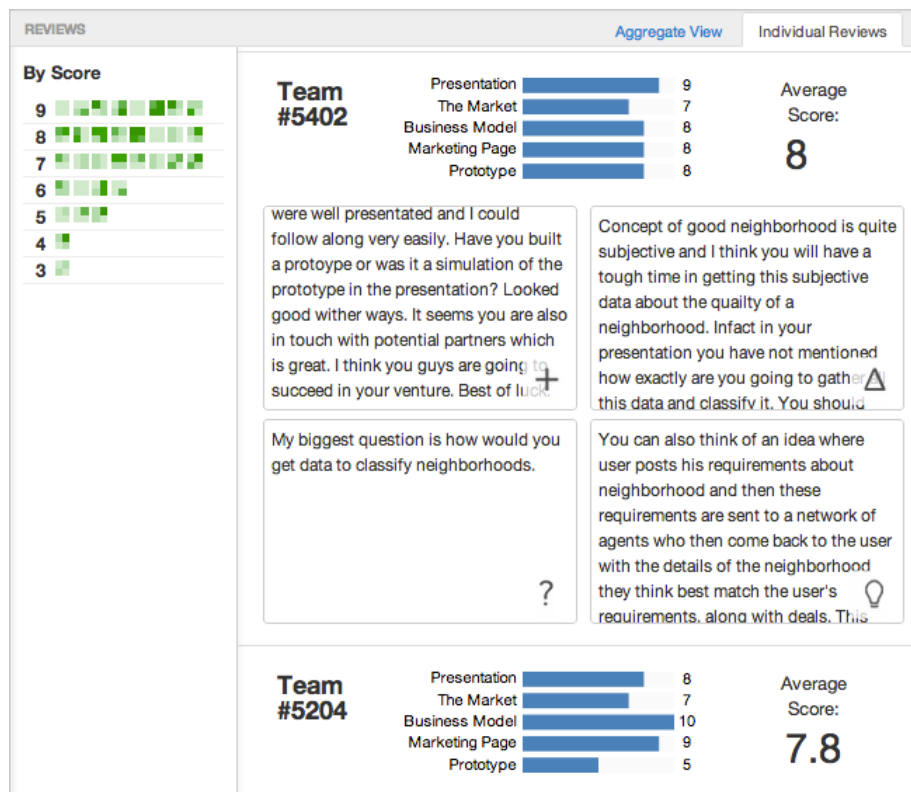 REVIEWS
Aggregate View
Individual Reviews
By Score
9
8
7
6
5
4
3
Team
#5402
Presentation 9
The Market 7
Business Model 8
Marketing Page 8
Prototype 8
Average
Score:
8
were well presented and I could
follow along very easily. Have you built
a protoype or was it a simulation of the
prototype in the presentation? Looked
good wither ways. It seems you are also
in touch with potential partners which
is great. I think you guys are going to
succeed in your venture. Best of luck.
+
Concept of good neighborhood is quite
subjective and I think you will have a
tough time in getting this subjective
data about the quailty of a
neighborhood. Infact in your
presentation you have not mentioned
how exactly are you going to gather all
this data and classify it. You should
Δ
My biggest question is how would you
get data to classify neighborhoods.
?
You can also think of an idea where
user posts his requirements about
neighborhood and then these
requirements are sent to a network of
agents who then come back to the user
with the details of the neighborhood
they think best match the user's
requirements, along with deals. This
Team
#5204
Presentation 8
The Market 7
Business Model 10
Marketing Page 9
Prototype 5
Average
Score:
7.8